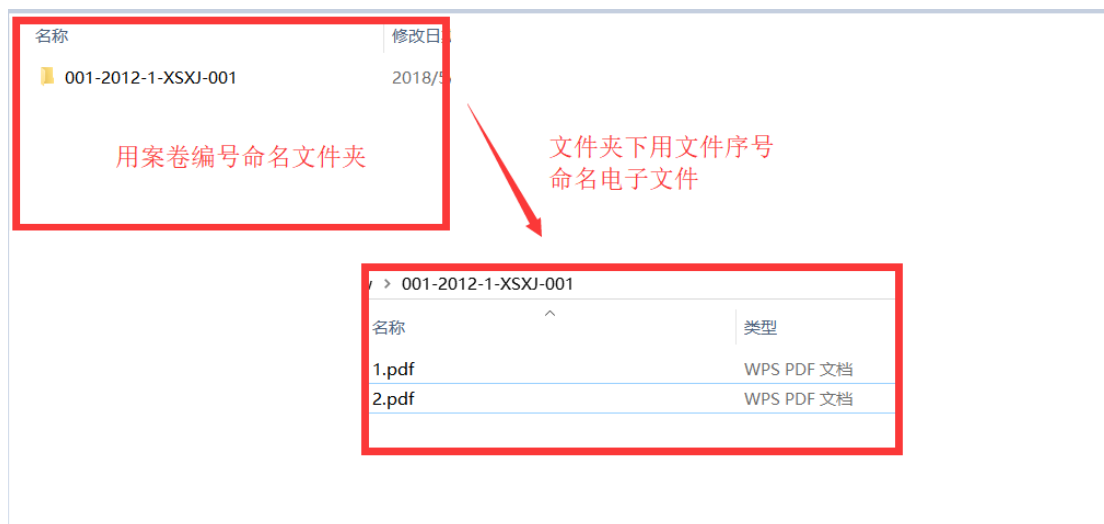 名称 修改日
001-2012-1-XSXJ-001 2018/5
用案卷编号命名文件夹
文件夹下用文件序号
命名电子文件
> 001-2012-1-XSXJ-001
名称 类型
1.pdf WPS PDF 文档
2.pdf WPS PDF 文档